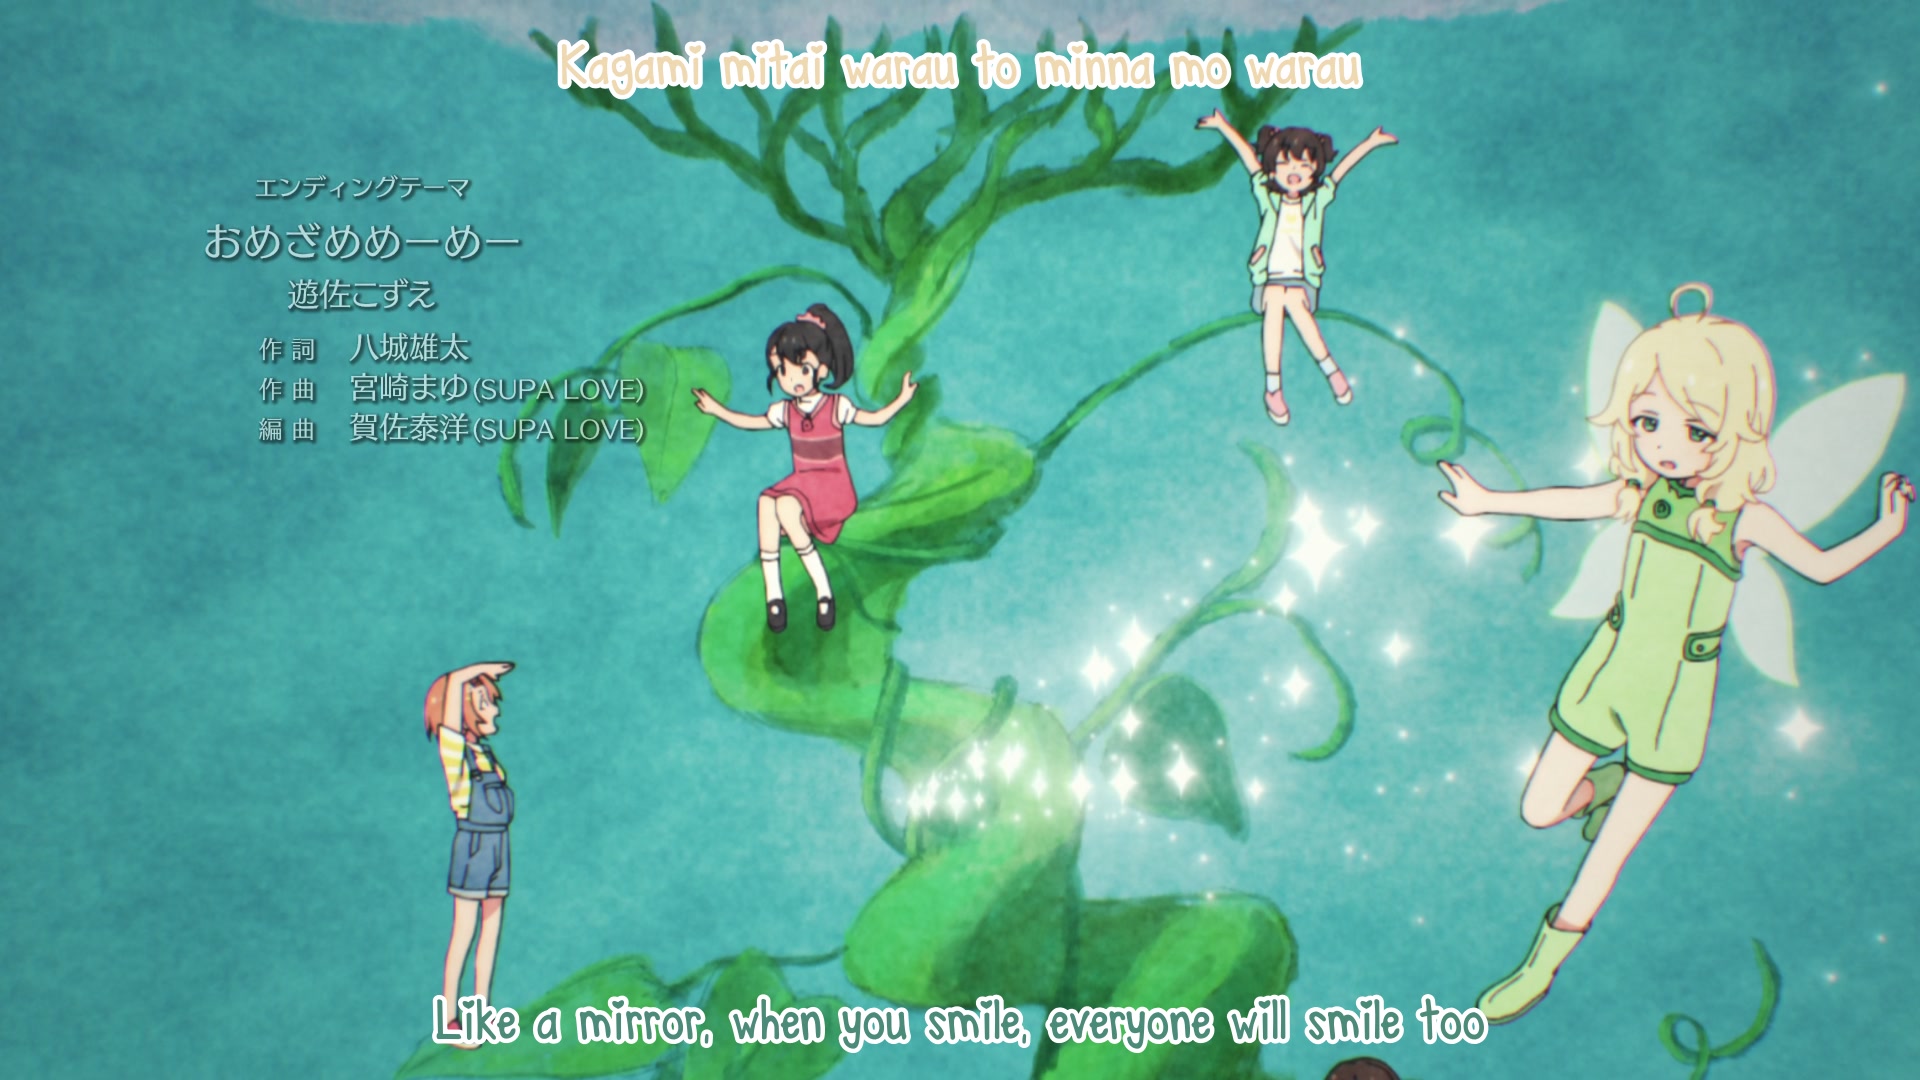 Kagami mitai warau to minna mo warau
エンディングテーマ
おめざめめーめー
遊佐こずえ
作詞 八城雄太
作曲 宮崎まゆ(SUPA LOVE)
編曲 賀佐泰洋(SUPA LOVE)
Like a mirror, when you smile, everyone will smile too